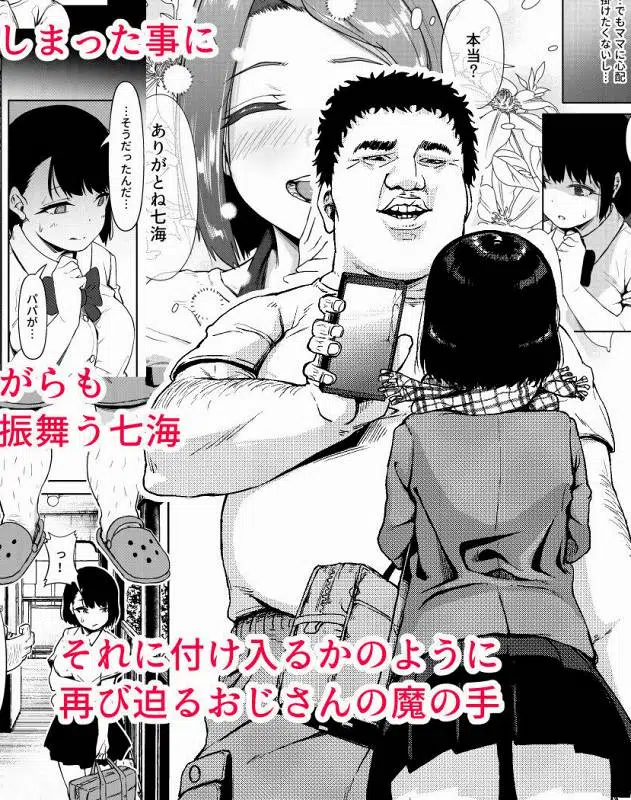 …でもママに心配
掛けたくないし…
本当?
ありがとね七海
…そうだったんだ…
パパが…
っ!
しまった事に
がらも
振舞う七海
それに付け入るかのように
再び迫るおじさんの魔の手